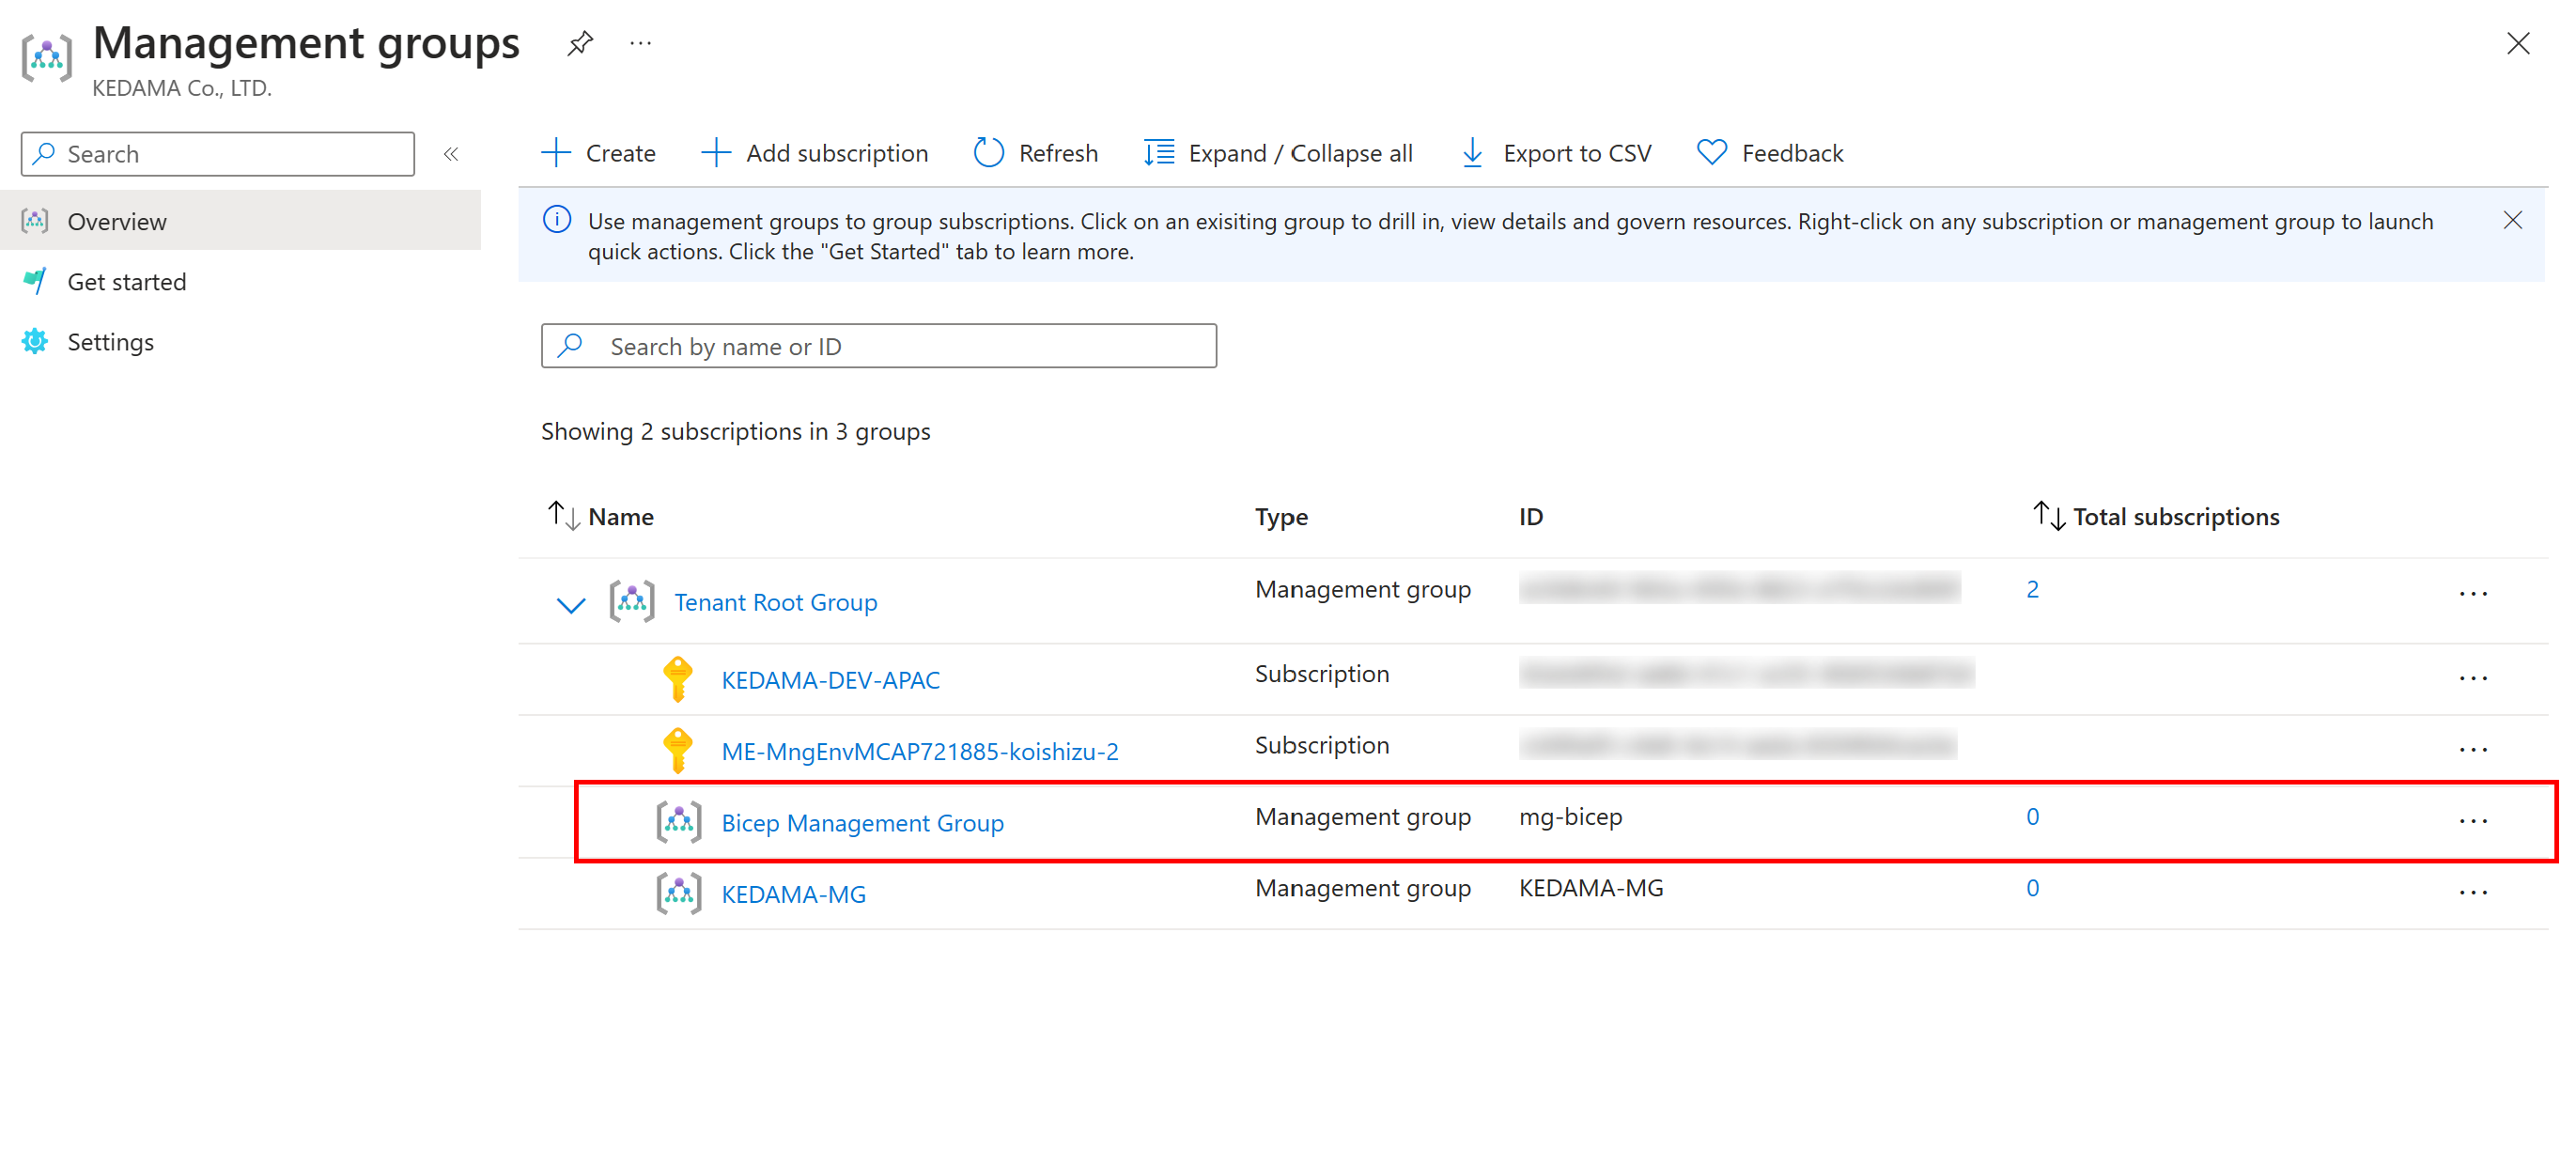 Management groups
KEDAMA Co., LTD.
Search
Overview
Get started
Settings
Create
Add subscription
Refresh
Expand / Collapse all
Export to CSV
Feedback
Use management groups to group subscriptions. Click on an exisiting group to drill in, view details and govern resources. Right-click on any subscription or management group to launch
quick actions. Click the "Get Started" tab to learn more.
Search by name or ID
Showing 2 subscriptions in 3 groups
Name Type ID Total subscriptions
Tenant Root Group Management group 2
KEDAMA-DEV-APAC Subscription
ME-MngEnvMCAP721885-koishizu-2 Subscription
Bicep Management Group Management group mg-bicep 0
KEDAMA-MG Management group KEDAMA-MG 0